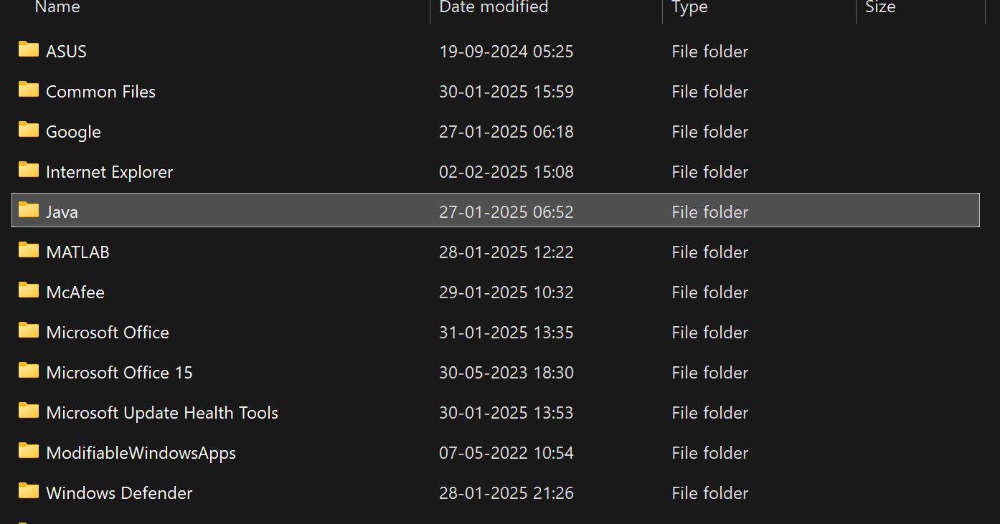 Name Date modified Type Size
ASUS 19-09-2024 05:25 File folder
Common Files 30-01-2025 15:59 File folder
Google 27-01-2025 06:18 File folder
Internet Explorer 02-02-2025 15:08 File folder
Java 27-01-2025 06:52 File folder
MATLAB 28-01-2025 12:22 File folder
McAfee 29-01-2025 10:32 File folder
Microsoft Office 31-01-2025 13:35 File folder
Microsoft Office 15 30-05-2023 18:30 File folder
Microsoft Update Health Tools 30-01-2025 13:53 File folder
ModifiableWindowsApps 07-05-2022 10:54 File folder
Windows Defender 28-01-2025 21:26 File folder